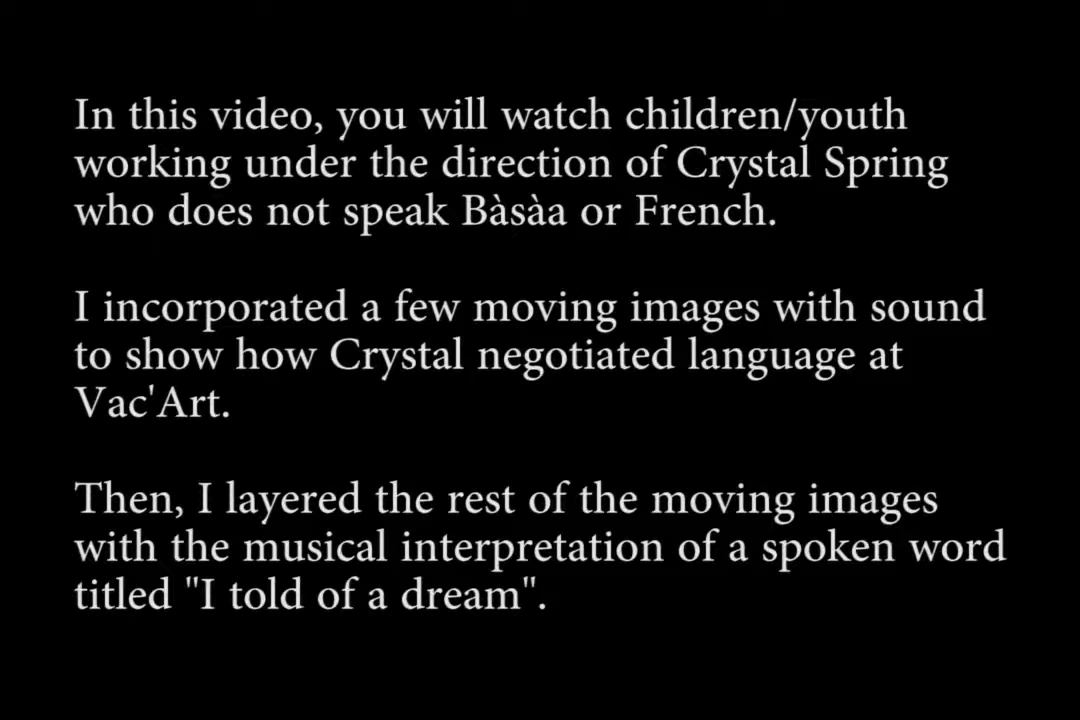 In this video, you will watch children/youth
working under the direction of Crystal Spring
who does not speak Bàsàa or French.
I incorporated a few moving images with sound
to show how Crystal negotiated language at
Vac'Art.
Then, I layered the rest of the moving images
with the musical interpretation of a spoken word
titled "I told of a dream".